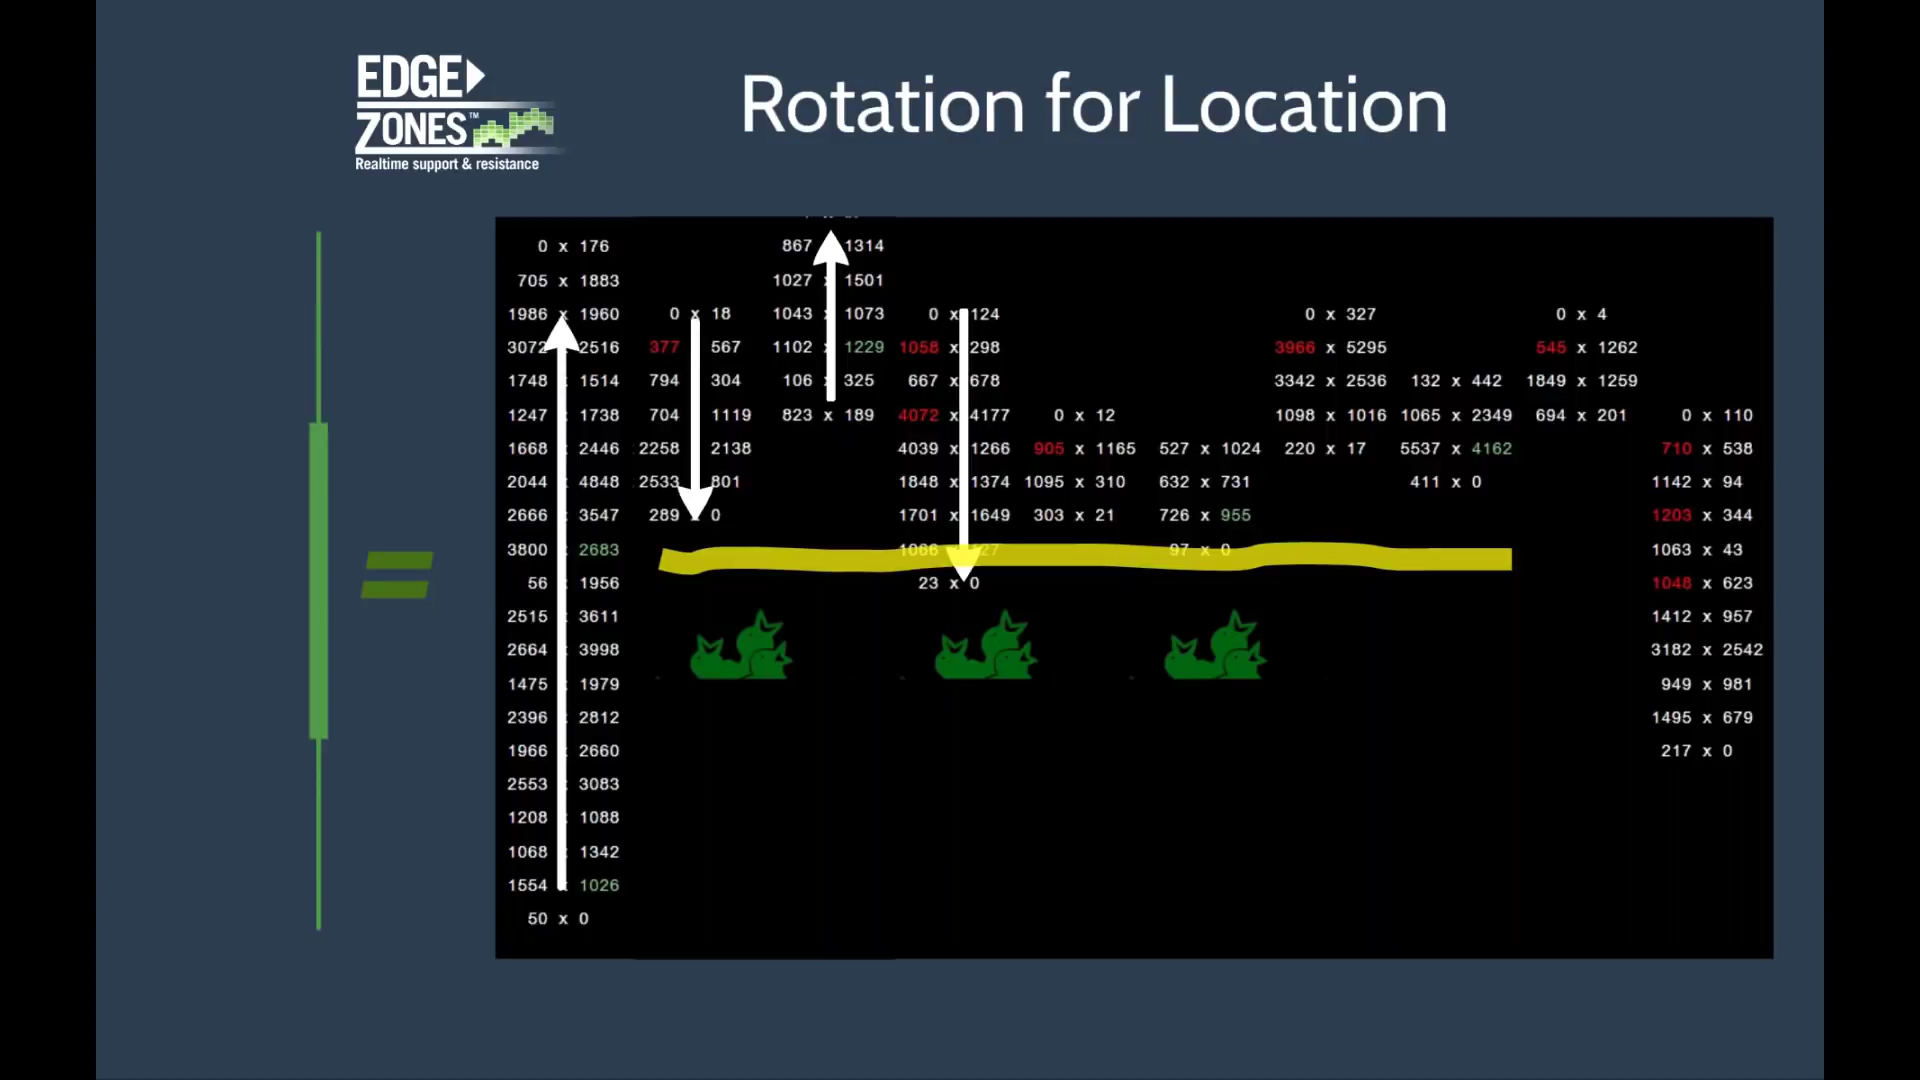 EDGE
ZONES™
Realtime support & resistance
Rotation for Location
0 x 176 867 1314
705 x 1883 1027 x 1501
1986 x 1960 0 x 18 1043 x 1073 0 x 124 0 x 327 0 x 4
3072 x 2516 377 567 1102 x 1229 1058 x 298 3966 x 5295 545 x 1262
1748 x 1514 794 304 106 x 325 667 x 678 3342 x 2536 132 x 442 1849 x 1259
1247 x 1738 704 1119 823 x 189 4072 x 4177 0 x 12 1098 x 1016 1065 x 2349 694 x 201 0 x 110
1668 x 2446 2258 2138 4039 x 1266 905 x 1165 527 x 1024 220 x 17 5537 x 4162 710 x 538
2044 x 4848 2533 801 1848 x 1374 1095 x 310 632 x 731 411 x 0 1142 x 94
2666 x 3547 289 x 0 1701 x 1649 303 x 21 726 x 955 1203 x 344
3800 x 2683 1066 127 97 x 0 1063 x 43
56 x 1956 23 x 0 1048 x 623
2515 x 3611 1412 x 957
2664 x 3998 3182 x 2542
1475 x 1979 949 x 981
2396 x 2812 1495 x 679
1966 x 2660 217 x 0
2553 x 3083
1208 x 1088
1068 x 1342
1554 x 1026
50 x 0